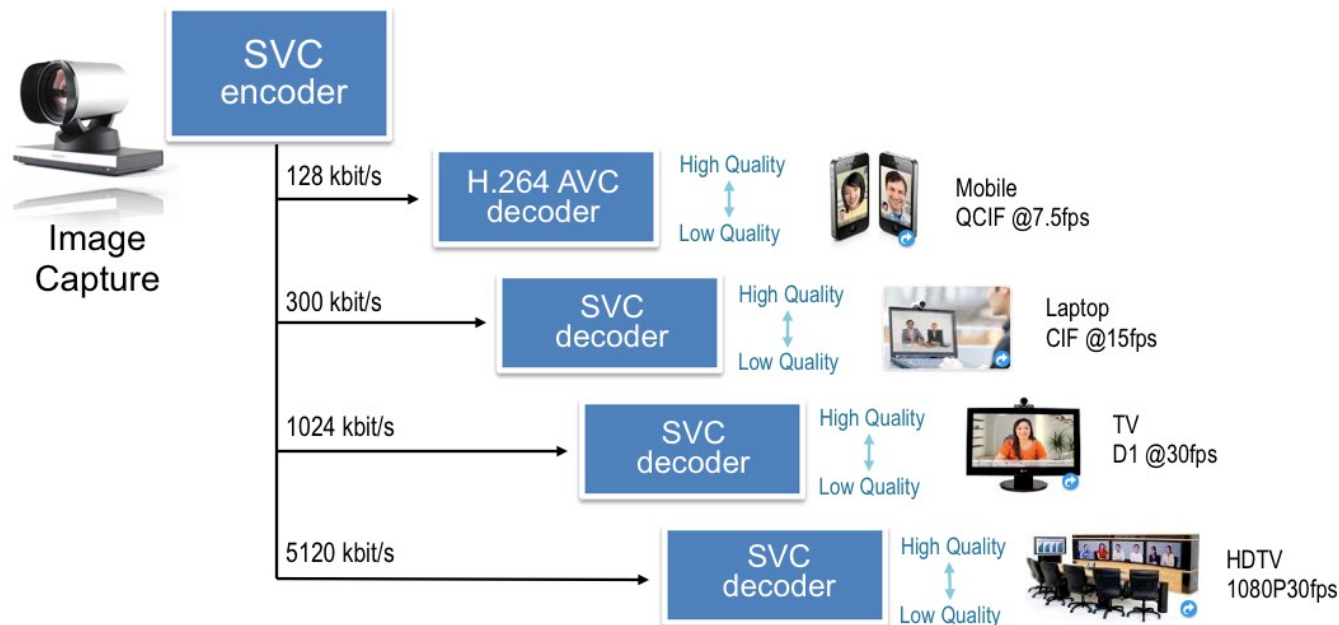 SVC
encoder
Image
Capture
128 kbit/s
H.264 AVC
decoder
High Quality
Low Quality
Mobile
QCIF @7.5fps
300 kbit/s
SVC
decoder
High Quality
Low Quality
Laptop
CIF @15fps
1024 kbit/s
SVC
decoder
High Quality
Low Quality
TV
D1 @30fps
5120 kbit/s
SVC
decoder
High Quality
Low Quality
HDTV
1080P30fps